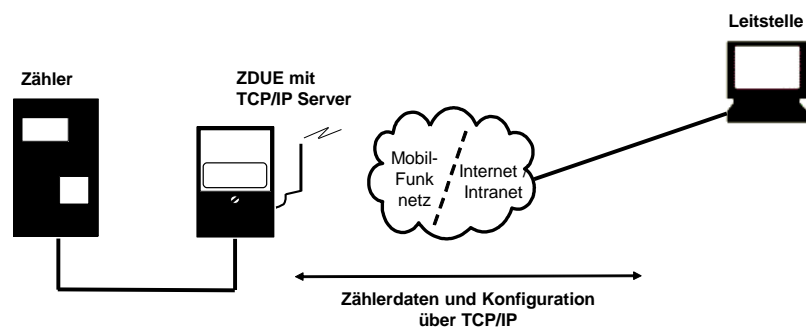 Leitstelle
Zähler
ZDUE mit
TCP/IP Server
Mobil-
Funk
netz
Internet /
Intranet
Zählerdaten und Konfiguration
über TCP/IP